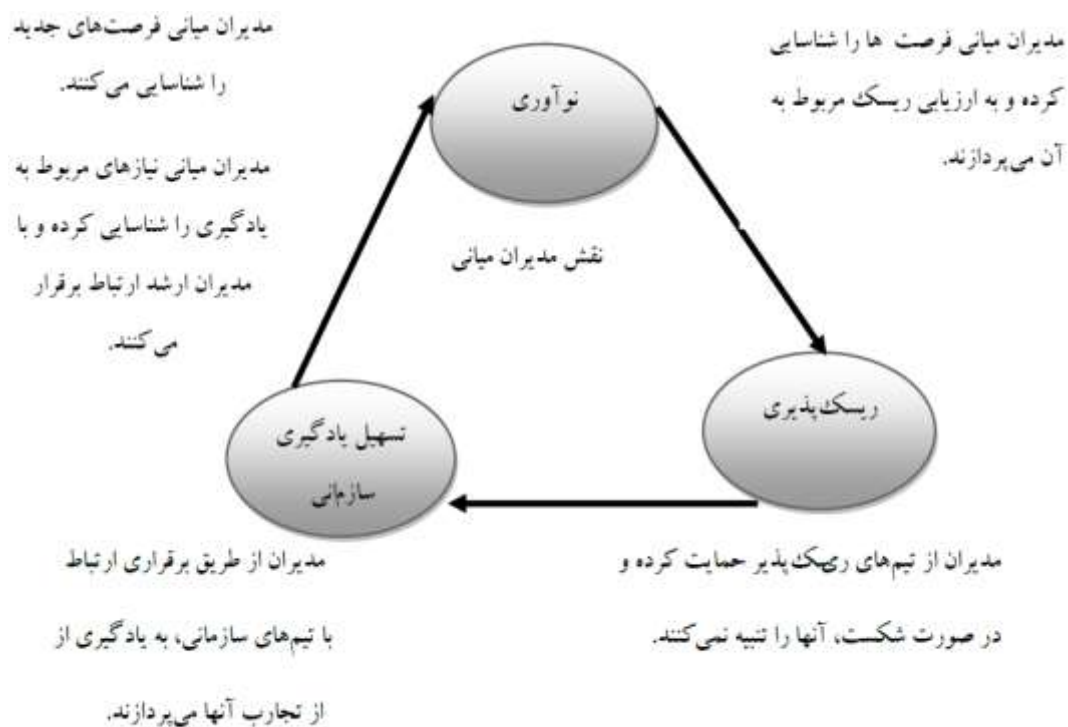 مدیران میانی فرصت‌های جدید
را شناسایی می‌کنند.
مدیران میانی نیازهای مربوط به
یادگیری را شناسایی کرده و با
مدیران ارشد ارتباط برقرار
می‌کنند.
نوآوری
مدیران میانی فرصت ها را شناسایی
کرده و به ارزیابی ریسک مربوط به
آن می‌پردازند.
نقش مدیران میانی
ریسک‌پذیری
تسهیل یادگیری
سازمانی
مدیران از تیم‌های ریسک‌پذیر حمایت کرده و
در صورت شکست، آنها را تنبیه نمی‌کنند.
مدیران از طریق برقراری ارتباط
با تیم‌های سازمانی، به یادگیری از
از تجارب آنها می‌پردازند.